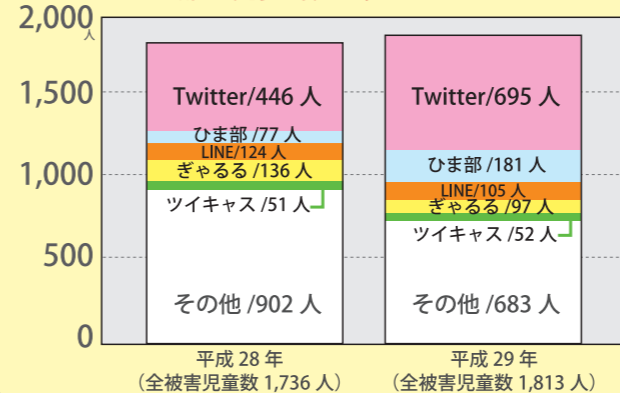 2,000
人
1,500
1,000
500
0
Twitter/446 人
ひま部 /77 人
LINE/124 人
ぎゃるる /136 人
ツイキャス /51 人
その他 /902 人
Twitter/695 人
ひま部 /181 人
LINE/105 人
ぎゃるる /97 人
ツイキャス /52 人
その他 /683 人
平成 28 年
(全被害児童数 1,736 人)
平成 29 年
(全被害児童数 1,813 人)